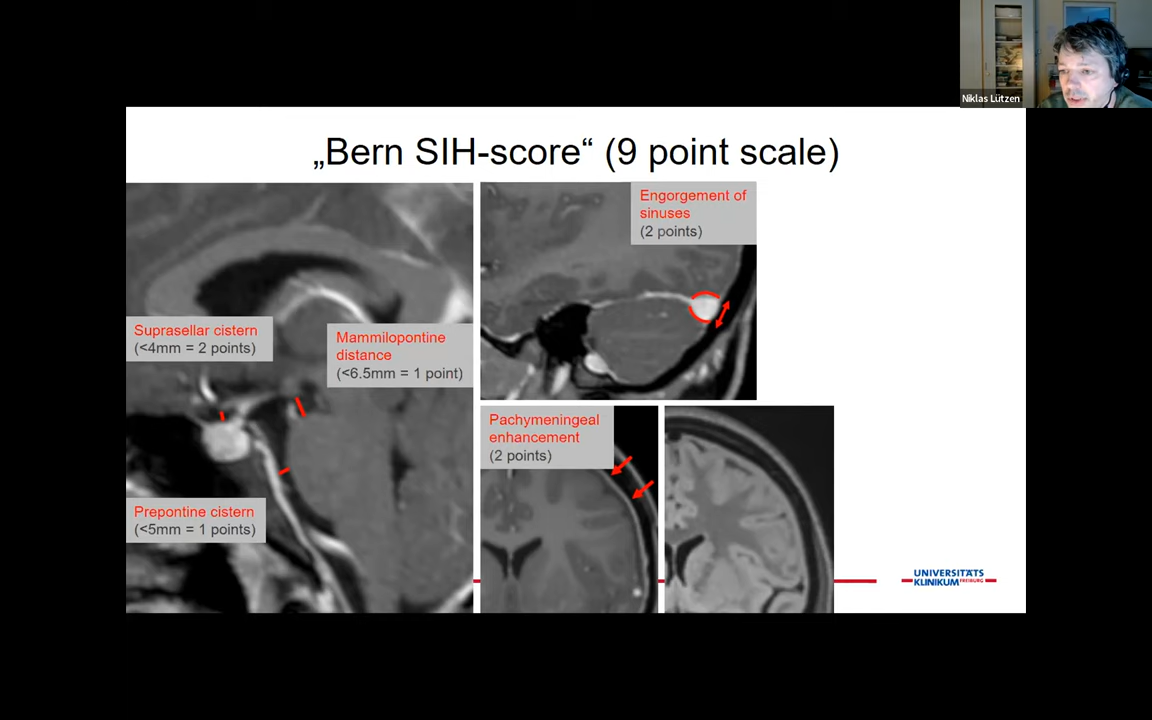 Niklas Lützen
„Bern SIH-score“ (9 point scale)
Suprasellar cistern
(<4mm = 2 points)
Mammilopontine
distance
(<6.5mm = 1 point)
Prepontine cistern
(<5mm = 1 points)
Engorgement of
sinuses
(2 points)
Pachymeningeal
enhancement
(2 points)
UNIVERSITÄTS
KLINIKUM FREIBURG